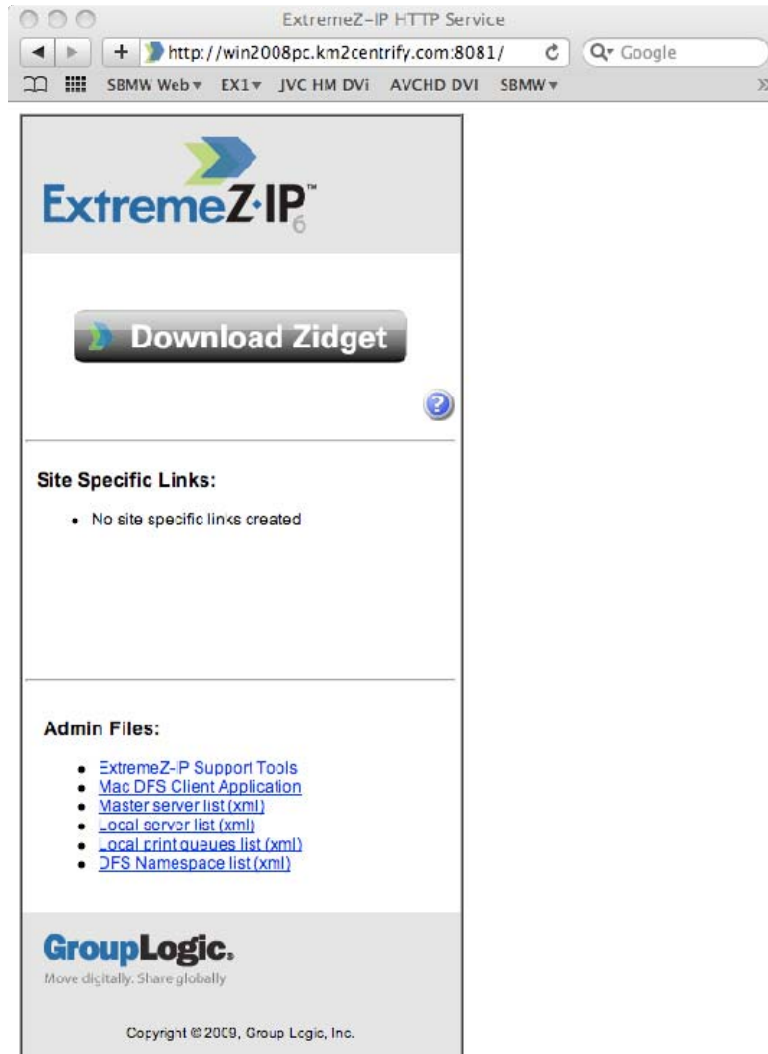 ExtremeZ-IP HTTP Service
http://win2008pc.km2centrify.com:8081/
Google
SBMW Web EX1 JVC HM DVi AVCHD DVI SBMW
ExtremeZ·IP™
6
Download Zidget
?
Site Specific Links:
• No site specific links created
Admin Files:
• ExtremeZ-IP Support Tools
• Mac DFS Client Application
• Master server list (xml)
• Local server list (xml)
• Local print queues list (xml)
• DFS Namespace list (xml)
GroupLogic.
Move digitally. Share globally
Copyright © 2009, Group Logic, Inc.